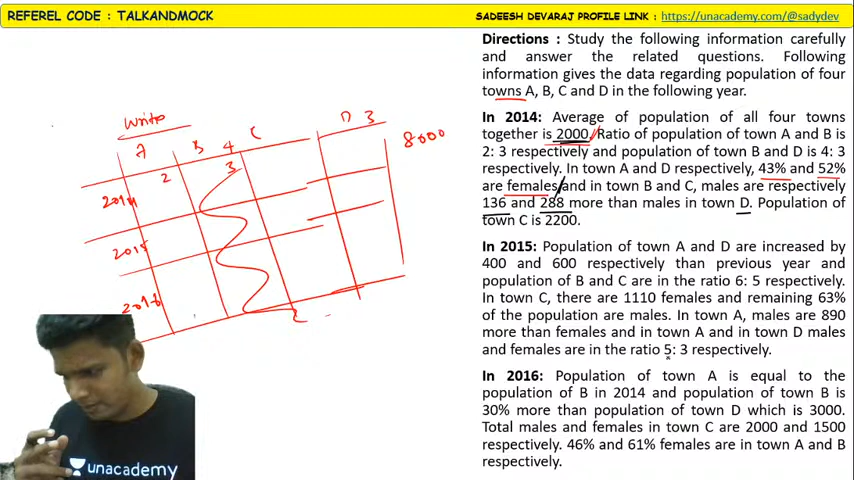 REFEREL CODE : TALKANDMOCK
SADEESH DEVARAJ PROFILE LINK : https://unacademy.com/@sadydev
Directions : Study the following information carefully
and answer the related questions. Following
information gives the data regarding population of four
towns A, B, C and D in the following year.
In 2014: Average of population of all four towns
together is 2000. Ratio of population of town A and B is
2: 3 respectively and population of town B and D is 4: 3
respectively. In town A and D respectively, 43% and 52%
are females and in town B and C, males are respectively
136 and 288 more than males in town D. Population of
town C is 2200.
In 2015: Population of town A and D are increased by
400 and 600 respectively than previous year and
population of B and C are in the ratio 6: 5 respectively.
In town C, there are 1110 females and remaining 63%
of the population are males. In town A, males are 890
more than females and in town A and in town D males
and females are in the ratio 5: 3 respectively.
In 2016: Population of town A is equal to the
population of B in 2014 and population of town B is
30% more than population of town D which is 3000.
Total males and females in town C are 2000 and 1500
respectively. 46% and 61% females are in town A and B
respectively.
A B 4 C D 3
8000
2 3
2014
2015
2016
unacademy